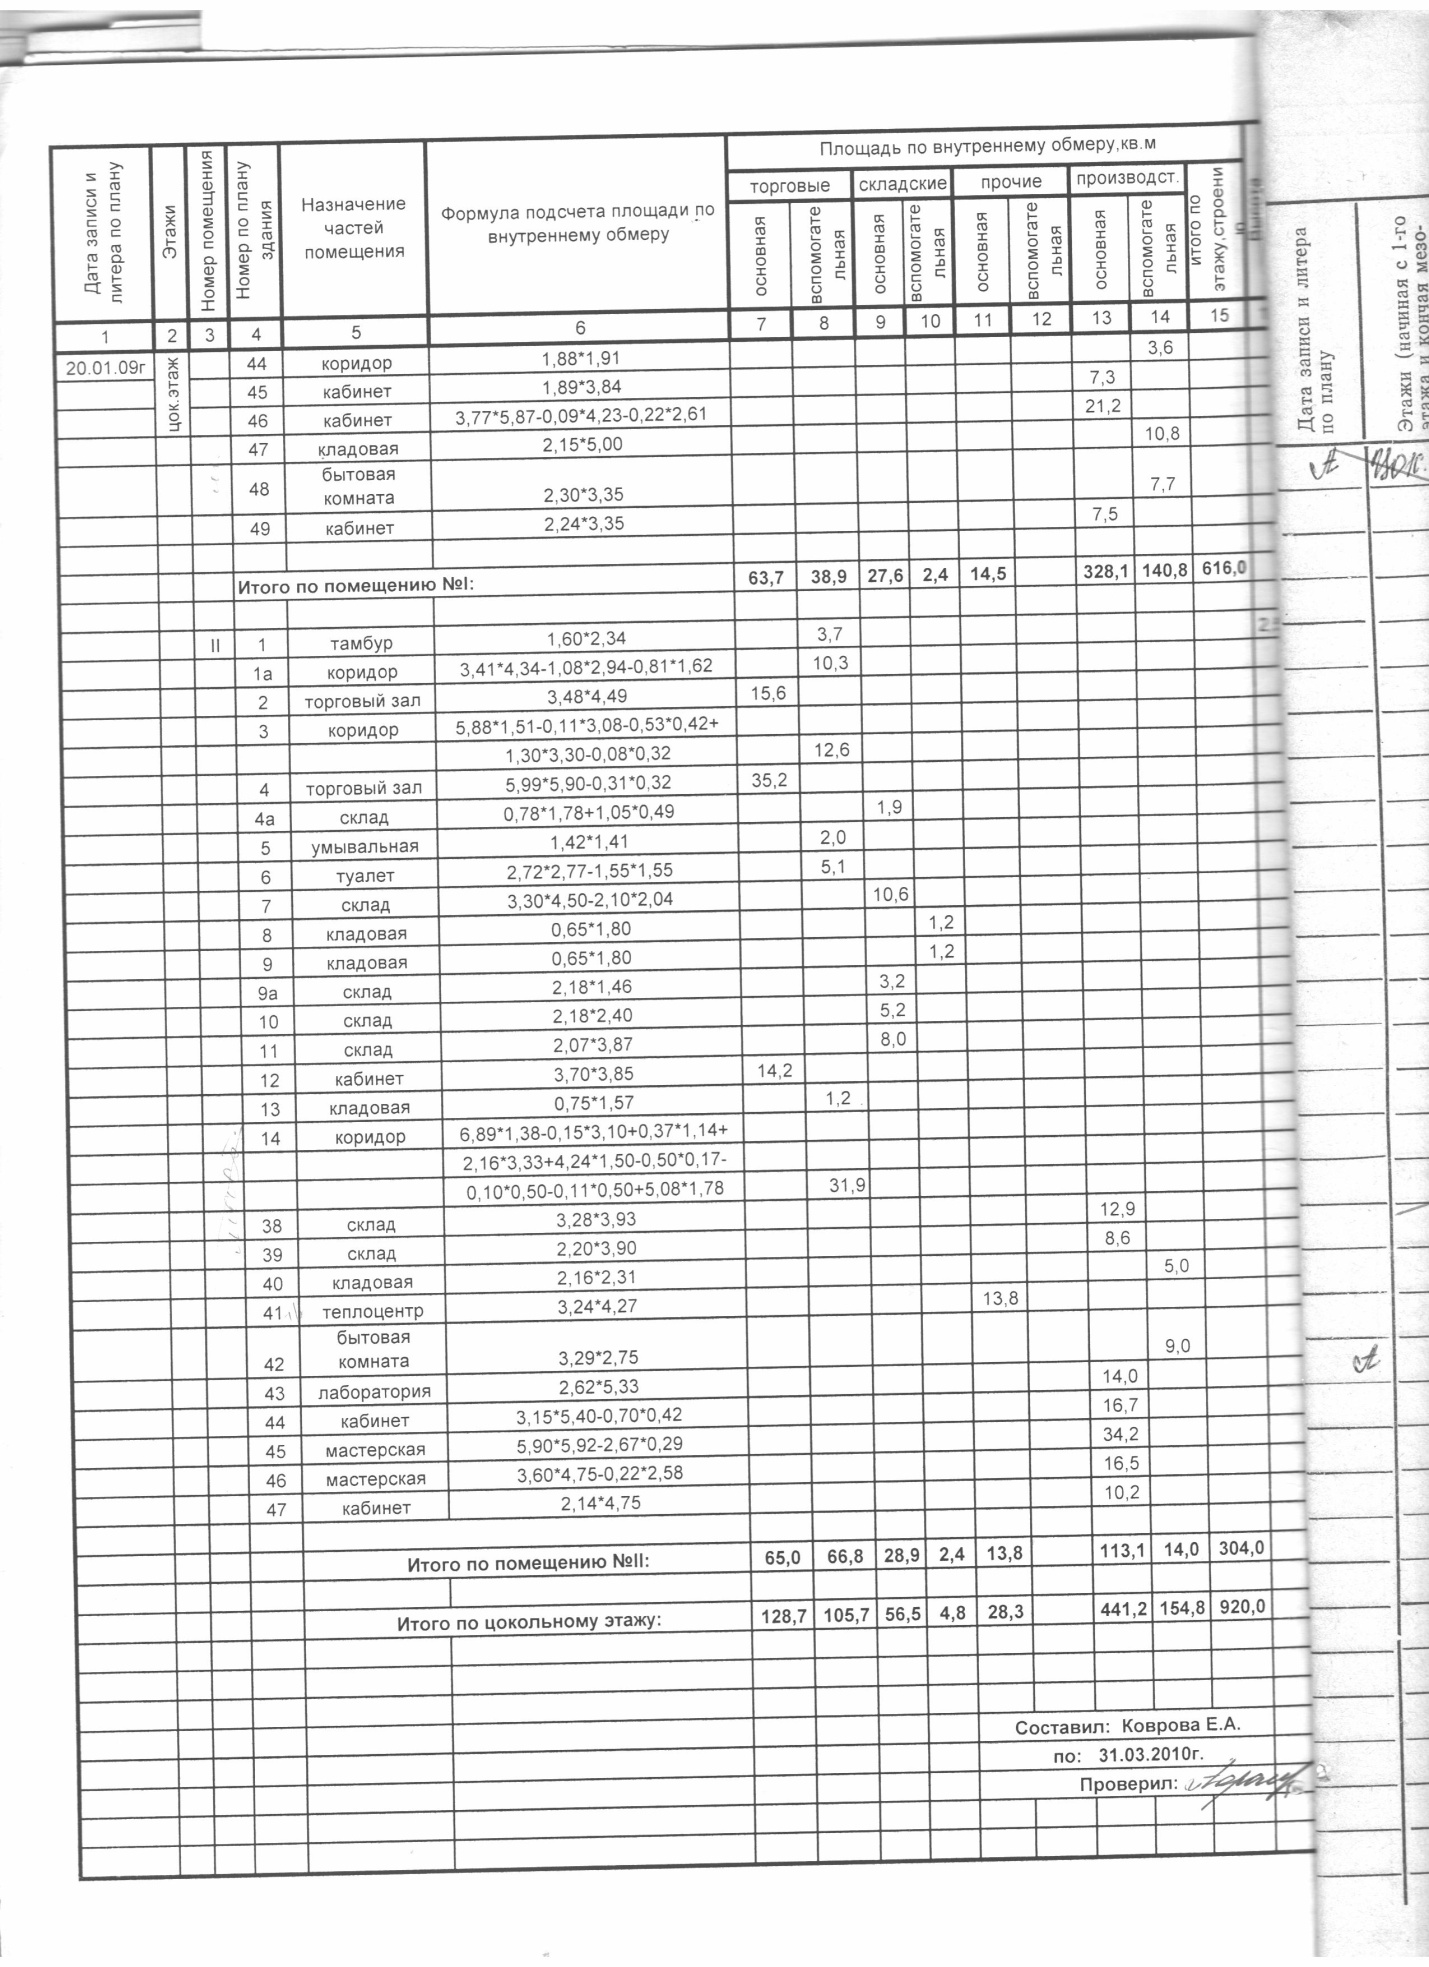 Площадь по внутреннему обмеру,кв.м
Дата записи и литера по плану
Этажи
Номер помещения
Номер по плану здания
Назначение частей помещения
Формула подсчета площади по внутреннему обмеру
торговые складские прочие производст. итого по этажу,строени ю
основная вспомогате льная основная вспомогате льная основная вспомогате льная основная вспомогате льная
1 2 3 4 5 6 7 8 9 10 11 12 13 14 15
20.01.09г цок.этаж 44 коридор 1,88*1,91 3,6
45 кабинет 1,89*3,84 7,3
46 кабинет 3,77*5,87-0,09*4,23-0,22*2,61 21,2
47 кладовая 2,15*5,00 10,8
48 бытовая комната 2,30*3,35 7,7
49 кабинет 2,24*3,35 7,5
Итого по помещению №I: 63,7 38,9 27,6 2,4 14,5 328,1 140,8 616,0
II 1 тамбур 1,60*2,34 3,7
1а коридор 3,41*4,34-1,08*2,94-0,81*1,62 10,3
2 торговый зал 3,48*4,49 15,6
3 коридор 5,88*1,51-0,11*3,08-0,53*0,42+
1,30*3,30-0,08*0,32 12,6
4 торговый зал 5,99*5,90-0,31*0,32 35,2
4а склад 0,78*1,78+1,05*0,49 1,9
5 умывальная 1,42*1,41 2,0
6 туалет 2,72*2,77-1,55*1,55 5,1
7 склад 3,30*4,50-2,10*2,04 10,6
8 кладовая 0,65*1,80 1,2
9 кладовая 0,65*1,80 1,2
9а склад 2,18*1,46 3,2
10 склад 2,18*2,40 5,2
11 склад 2,07*3,87 8,0
12 кабинет 3,70*3,85 14,2
13 кладовая 0,75*1,57 1,2
14 коридор 6,89*1,38-0,15*3,10+0,37*1,14+
2,16*3,33+4,24*1,50-0,50*0,17-
0,10*0,50-0,11*0,50+5,08*1,78 31,9
38 склад 3,28*3,93 12,9
39 склад 2,20*3,90 8,6
40 кладовая 2,16*2,31 5,0
41 теплоцентр 3,24*4,27 13,8
42 бытовая комната 3,29*2,75 9,0
43 лаборатория 2,62*5,33 14,0
44 кабинет 3,15*5,40-0,70*0,42 16,7
45 мастерская 5,90*5,92-2,67*0,29 34,2
46 мастерская 3,60*4,75-0,22*2,58 16,5
47 кабинет 2,14*4,75 10,2
Итого по помещению №II: 65,0 66,8 28,9 2,4 13,8 113,1 14,0 304,0
Итого по цокольному этажу: 128,7 105,7 56,5 4,8 28,3 441,2 154,8 920,0
Составил: Коврова Е.А.
по: 31.03.2010г.
Проверил:
Дата записи и литера
по плану
Этажи (начиная с 1-го
этажа и кончая мезо-
А Цок.
А